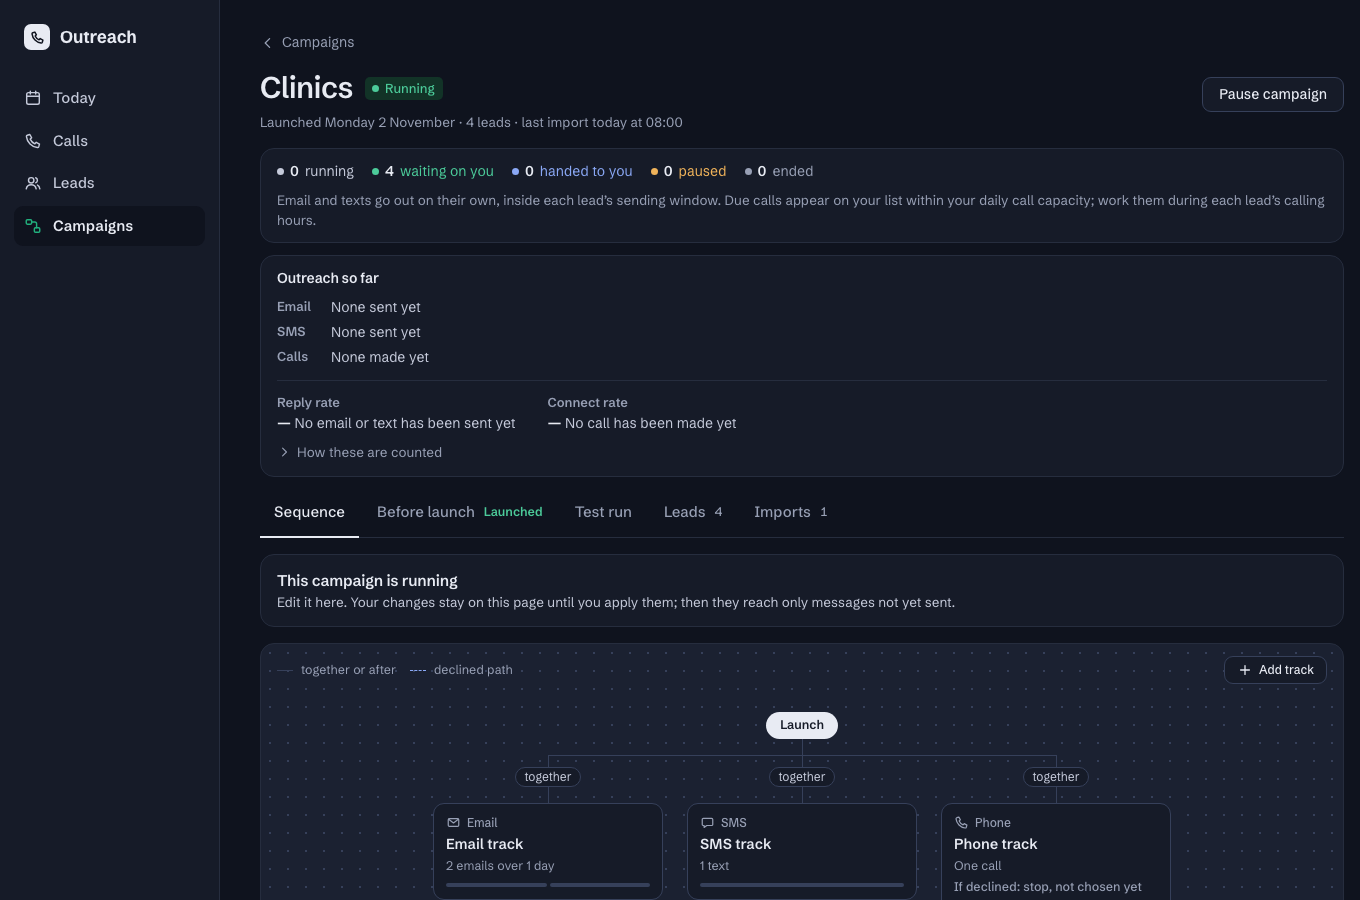 Outreach
Today
Calls
Leads
Campaigns
Campaigns
Clinics
Running
Pause campaign
Launched Monday 2 November · 4 leads · last import today at 08:00
0 running
4 waiting on you
0 handed to you
0 paused
0 ended
Email and texts go out on their own, inside each lead’s sending window. Due calls appear on your list within your daily call capacity; work them during each lead’s calling
hours.
Outreach so far
Email None sent yet
SMS None sent yet
Calls None made yet
Reply rate
— No email or text has been sent yet
Connect rate
— No call has been made yet
How these are counted
Sequence
Before launch Launched
Test run
Leads 4
Imports 1
This campaign is running
Edit it here. Your changes stay on this page until you apply them; then they reach only messages not yet sent.
together or after
declined path
Add track
Launch
together
together
together
Email
Email track
2 emails over 1 day
SMS
SMS track
1 text
Phone
Phone track
One call
If declined: stop, not chosen yet